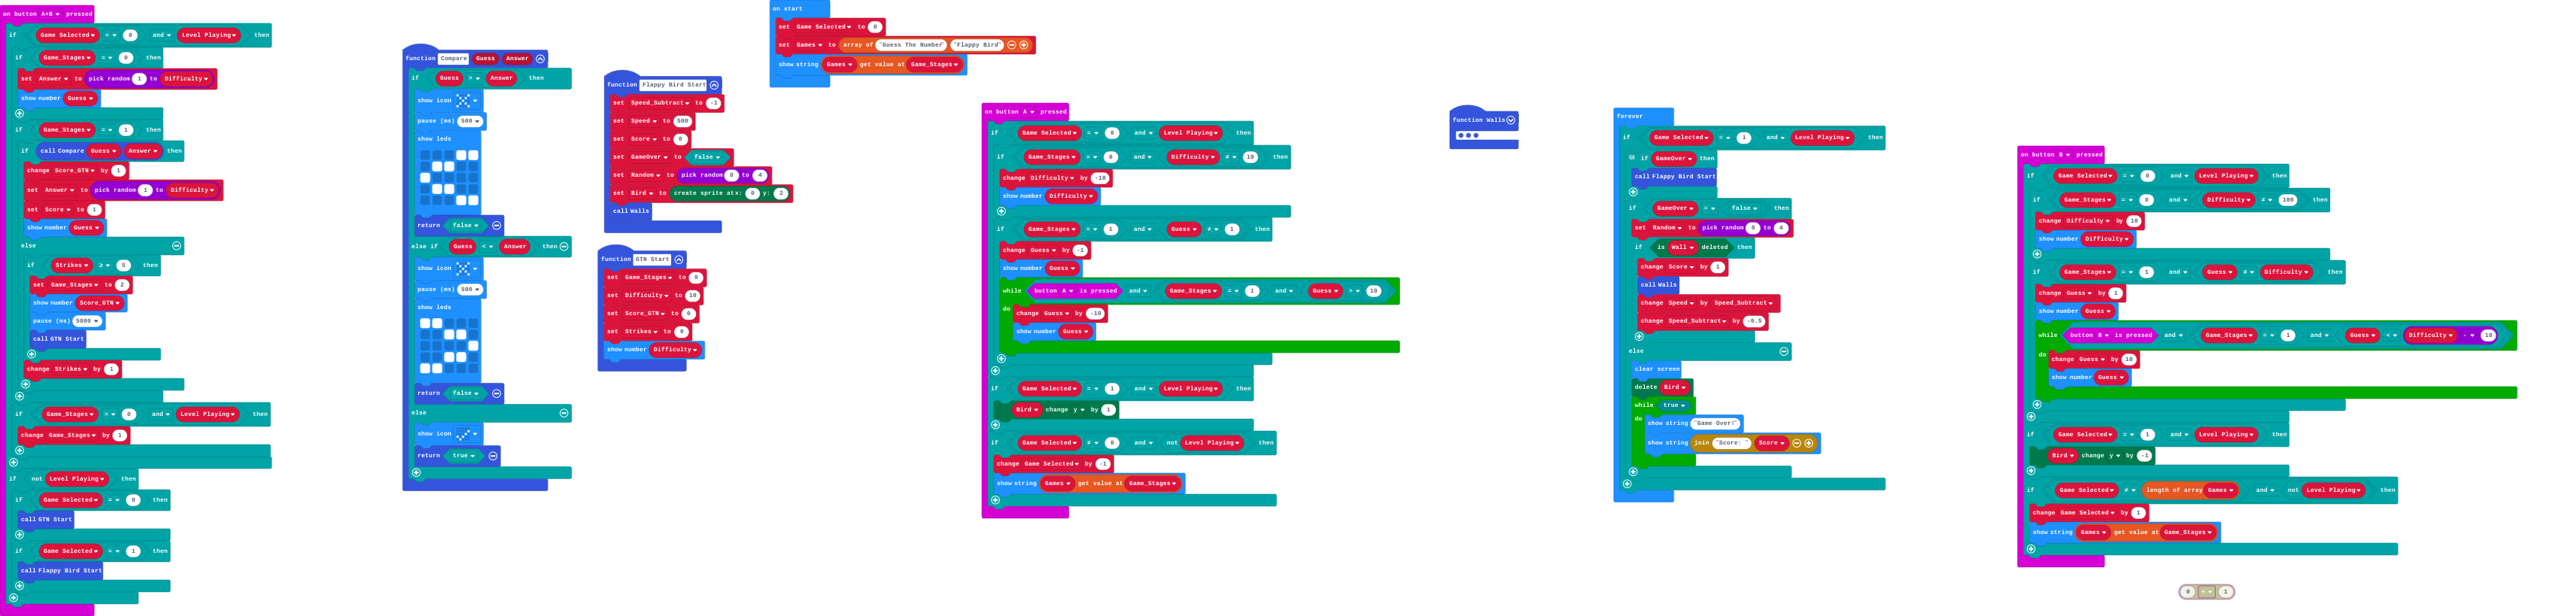 on button A+B pressed
if Game Selected = 0 and Level Playing then
if Game_Stages = 0 then
set Answer to pick random 1 to Difficulty
show number Guess
if Game_Stages = 1 then
if call Compare Guess Answer then
change Score_GTN by 1
set Answer to pick random 1 to Difficulty
set Score to 1
show number Guess
else
if Strikes ≥ 5 then
set Game_Stages to 2
show number Score_GTN
pause (ms) 5000
call GTN Start
change Strikes by 1
if Game_Stages = 0 and Level Playing then
change Game_Stages by 1
if not Level Playing then
if Game Selected = 0 then
call GTN Start
if Game Selected = 1 then
call Flappy Bird Start
function Compare Guess Answer
if Guess > Answer then
show icon
pause (ms) 500
show leds
return false
else if Guess < Answer then
show icon
pause (ms) 500
show leds
return false
else
show icon
return true
function Flappy Bird Start
set Speed_Subtract to -1
set Speed to 500
set Score to 0
set GameOver to false
set Random to pick random 0 to 4
set Bird to create sprite at x: 0 y: 2
call Walls
function GTN Start
set Game_Stages to 0
set Difficulty to 10
set Score_GTN to 0
set Strikes to 0
show number Difficulty
on start
set Game Selected to 0
set Games to array of "Guess The Number" "Flappy Bird"
show string Games get value at Game_Stages
on button A pressed
if Game Selected = 0 and Level Playing then
if Game_Stages = 0 and Difficulty ≠ 10 then
change Difficulty by -10
show number Difficulty
if Game_Stages = 1 and Guess ≠ 1 then
change Guess by -1
show number Guess
while button A is pressed and Game_Stages = 1 and Guess > 10
do change Guess by -10
show number Guess
if Game Selected = 1 and Level Playing then
Bird change y by 1
if Game Selected ≠ 0 and not Level Playing then
change Game Selected by -1
show string Games get value at Game_Stages
function Walls
forever
if Game Selected = 1 and Level Playing then
if GameOver then
call Flappy Bird Start
if GameOver = False then
set Random to pick random 0 to 4
if is Wall deleted then
change Score by 1
call Walls
change Speed by Speed_Subtract
change Speed_Subtract by -0.5
else
clear screen
delete Bird
while true
do show string "Game Over!"
show string join "Score: " Score
on button B pressed
if Game Selected = 0 and Level Playing then
if Game_Stages = 0 and Difficulty ≠ 100 then
change Difficulty by 10
show number Difficulty
if Game_Stages = 1 and Guess ≠ Difficulty then
change Guess by 1
show number Guess
while button B is pressed and Game_Stages = 1 and Guess < Difficulty - 10
do change Guess by 10
show number Guess
if Game Selected = 1 and Level Playing then
Bird change y by -1
if Game Selected ≠ length of array Games and not Level Playing then
change Game Selected by 1
show string Games get value at Game_Stages
0 1